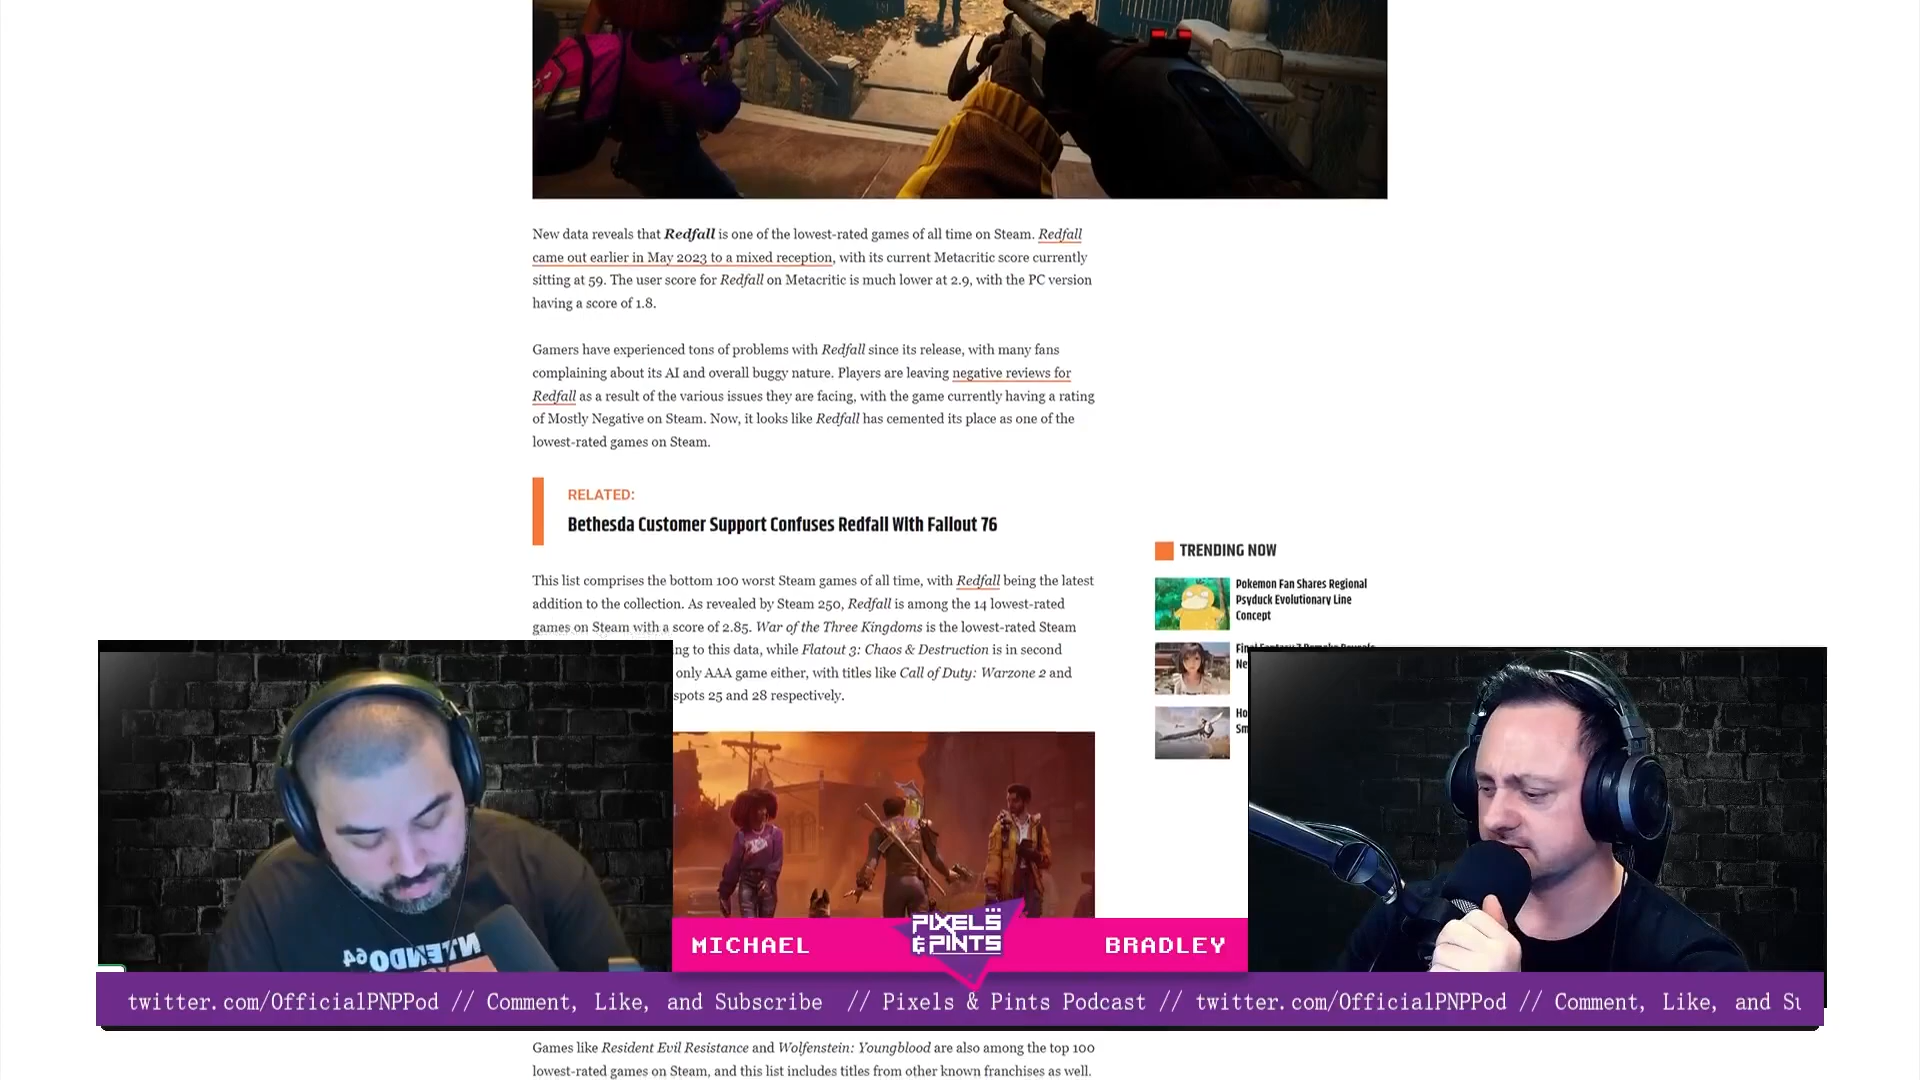 New data reveals that Redfall is one of the lowest-rated games of all time on Steam. Redfall
came out earlier in May 2023 to a mixed reception, with its current Metacritic score currently
sitting at 59. The user score for Redfall on Metacritic is much lower at 2.9, with the PC version
having a score of 1.8.
Gamers have experienced tons of problems with Redfall since its release, with many fans
complaining about its AI and overall buggy nature. Players are leaving negative reviews for
Redfall as a result of the various issues they are facing, with the game currently having a rating
of Mostly Negative on Steam. Now, it looks like Redfall has cemented its place as one of the
lowest-rated games on Steam.
RELATED:
Bethesda Customer Support Confuses Redfall With Fallout 76
This list comprises the bottom 100 worst Steam games of all time, with Redfall being the latest
addition to the collection. As revealed by Steam 250, Redfall is among the 14 lowest-rated
games on Steam with a score of 2.85. War of the Three Kingdoms is the lowest-rated Steam
ng to this data, while Flatout 3: Chaos & Destruction is in second
only AAA game either, with titles like Call of Duty: Warzone 2 and
spots 25 and 28 respectively.
TRENDING NOW
Pokemon Fan Shares Regional
Psyduck Evolutionary Line
Concept
Final Fantasy 7 Remake Reveals
Ne
Ho
Sm
NINTENDO64
MICHAEL
PIXELS
& PINTS
BRADLEY
twitter.com/OfficialPNPPod // Comment, Like, and Subscribe // Pixels & Pints Podcast // twitter.com/OfficialPNPPod // Comment, Like, and Su
Games like Resident Evil Resistance and Wolfenstein: Youngblood are also among the top 100
lowest-rated games on Steam, and this list includes titles from other known franchises as well.